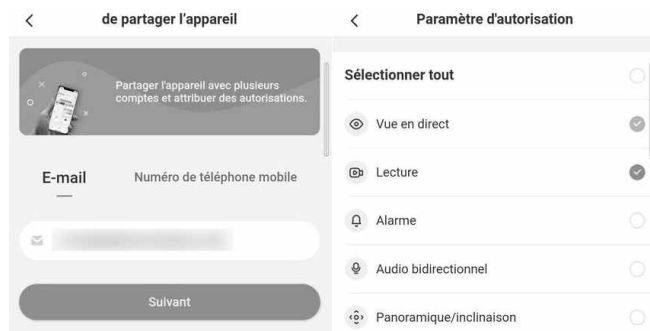 de partager l'appareil
Partager l'appareil avec plusieurs
comptes et attribuer des autorisations.
E-mail
Numéro de téléphone mobile
Suivant
Paramètre d'autorisation
Sélectionner tout
Vue en direct
Lecture
Alarme
Audio bidirectionnel
Panoramique/inclinaison